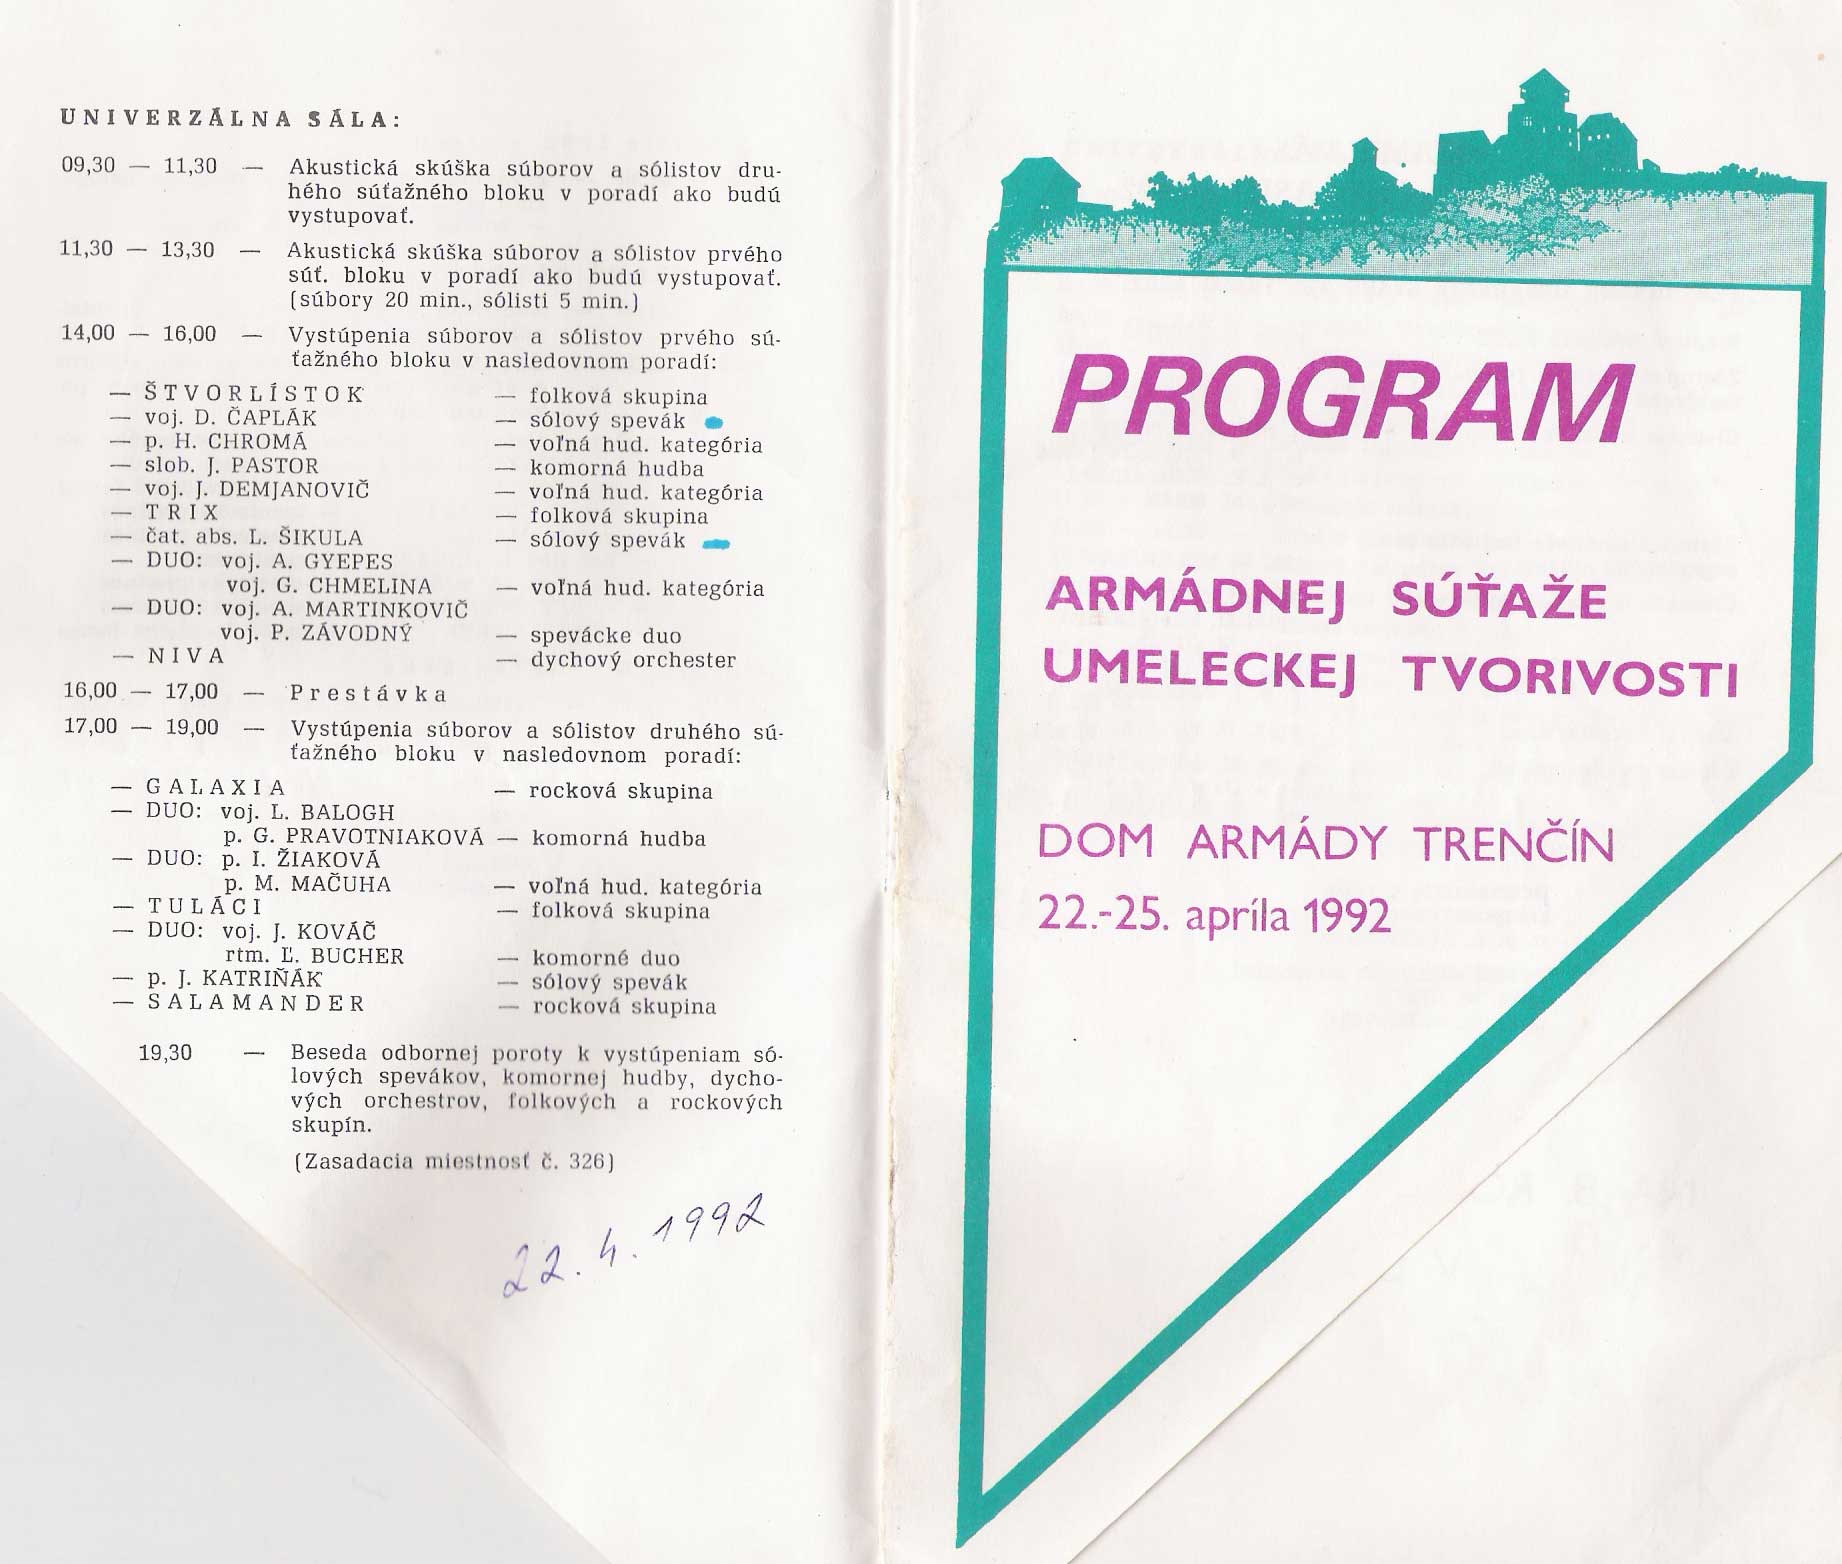 UNIVERZÁLNA SÁLA:
09,30 — 11,30 — Akustická skúška súborov a sólistov dru-
hého súťažného bloku v poradí ako budú
vystupovať.
11,30 — 13,30 — Akustická skúška súborov a sólistov prvého
súť. bloku v poradí ako budú vystupovať.
(súbory 20 min., sólisti 5 min.)
14,00 — 16,00 — Vystúpenia súborov a sólistov prvého sú-
ťažného bloku v nasledovnom poradí:
— ŠTVORLÍSTOK — folková skupina
— voj. D. ČAPLÁK — sólový spevák
— p. H. CHROMÁ — voľná hud. kategória
— slob. J. PASTOR — komorná hudba
— voj. J. DEMJANOVIČ — voľná hud. kategória
— TRIX — folková skupina
— čat. abs. L. ŠIKULA — sólový spevák
— DUO: voj. A. GYEPES
voj. G. CHMELINA — voľná hud. kategória
— DUO: voj. A. MARTINKOVIČ
voj. P. ZÁVODNÝ — spevácke duo
— NIVA — dychový orchester
16,00 — 17,00 — Prestávka
17,00 — 19,00 — Vystúpenia súborov a sólistov druhého sú-
ťažného bloku v nasledovnom poradí:
— GALAXIA — rocková skupina
— DUO: voj. L. BALOGH
p. G. PRAVOTNIAKOVÁ — komorná hudba
— DUO: p. I. ŽIAKOVÁ
p. M. MAČUHA — voľná hud. kategória
— TULÁCI — folková skupina
— DUO: voj. J. KOVÁČ
rtm. Ľ. BUCHER — komorné duo
— p. J. KATRIŇÁK — sólový spevák
— SALAMANDER — rocková skupina
19,30 — Beseda odbornej poroty k vystúpeniam só-
lových spevákov, komornej hudby, dycho-
vých orchestrov, folkových a rockových
skupín.
(Zasadacia miestnosť č. 326)
22. 4. 1992
PROGRAM
ARMÁDNEJ SÚŤAŽE
UMELECKEJ TVORIVOSTI
DOM ARMÁDY TRENČÍN
22.-25. apríla 1992